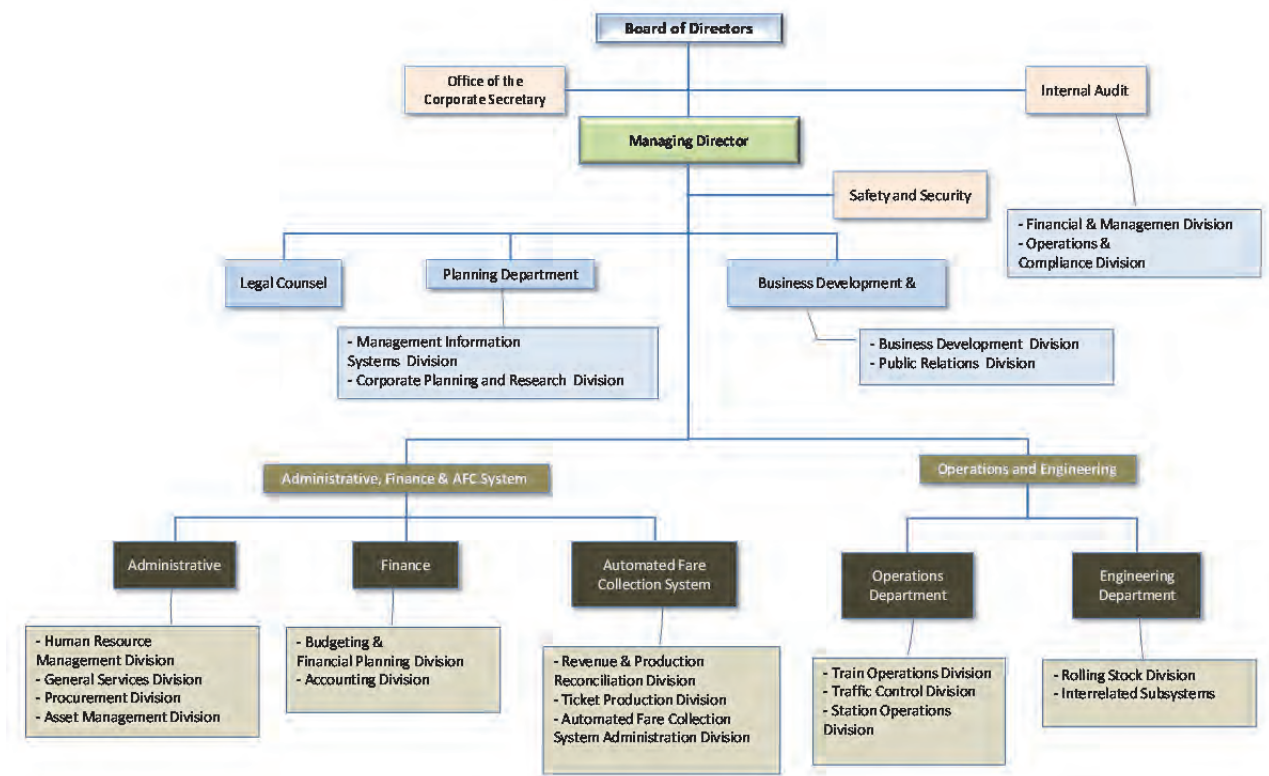 Board of Directors
Office of the
Corporate Secretary
Internal Audit
Managing Director
Safety and Security
- Financial & Managemen Division
- Operations &
Compliance Division
Legal Counsel
Planning Department
Business Development &
- Management Information
Systems Division
- Corporate Planning and Research Division
- Business Development Division
- Public Relations Division
Administrative, Finance & AFC System
Operations and Engineering
Administrative
Finance
Automated Fare
Collection System
Operations
Department
Engineering
Department
- Human Resource
Management Division
- General Services Division
- Procurement Division
- Asset Management Division
- Budgeting &
Financial Planning Division
- Accounting Division
- Revenue & Production
Reconciliation Division
- Ticket Production Division
- Automated Fare Collection
System Administration Division
- Train Operations Division
- Traffic Control Division
- Station Operations
Division
- Rolling Stock Division
- Interrelated Subsystems